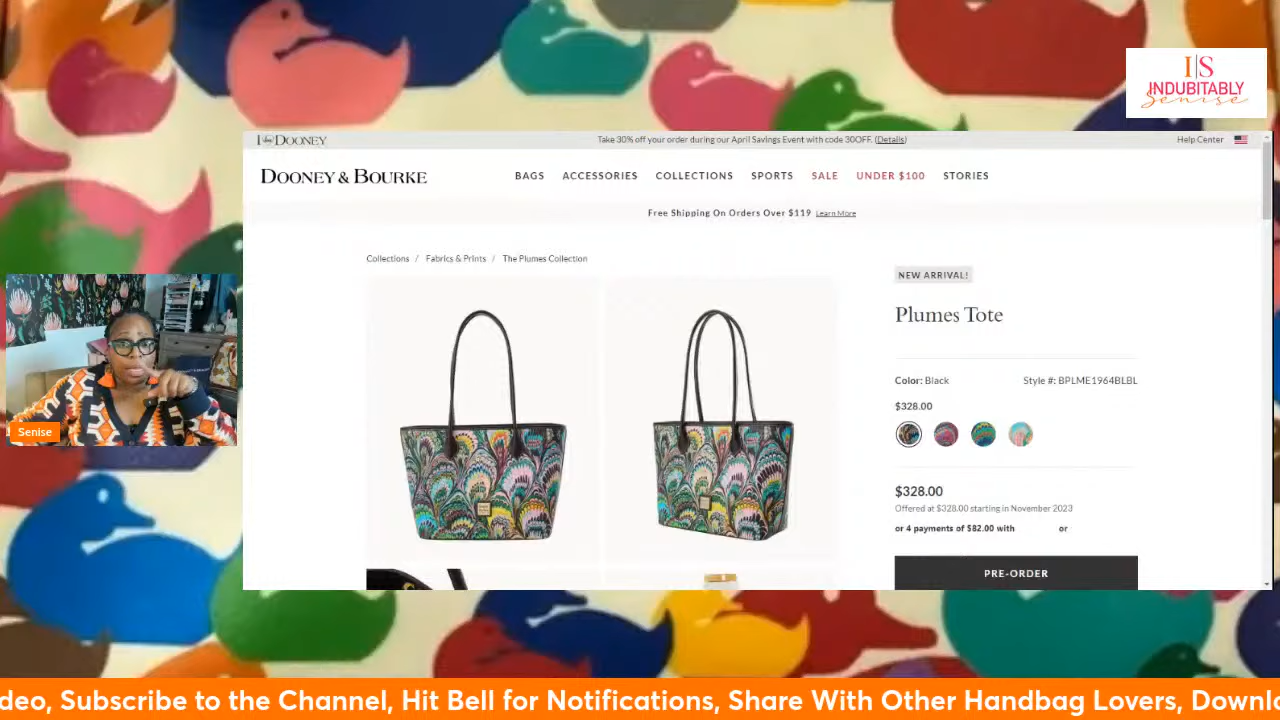 I|S
INDUBITABLY
Senise
I DOONEY
Take 30% off your order during our April Savings Event with code 30OFF. (Details)
Help Center
DOONEY & BOURKE
BAGS ACCESSORIES COLLECTIONS SPORTS SALE UNDER $100 STORIES
Free Shipping On Orders Over $119 Learn More
Collections / Fabrics & Prints / The Plumes Collection
NEW ARRIVAL!
Plumes Tote
Color: Black Style #: BPLME1964BLBL
$328.00
$328.00
Offered at $328.00 starting in November 2023
or 4 payments of $82.00 with or
PRE-ORDER
Senise
deo, Subscribe to the Channel, Hit Bell for Notifications, Share With Other Handbag Lovers, Downlo